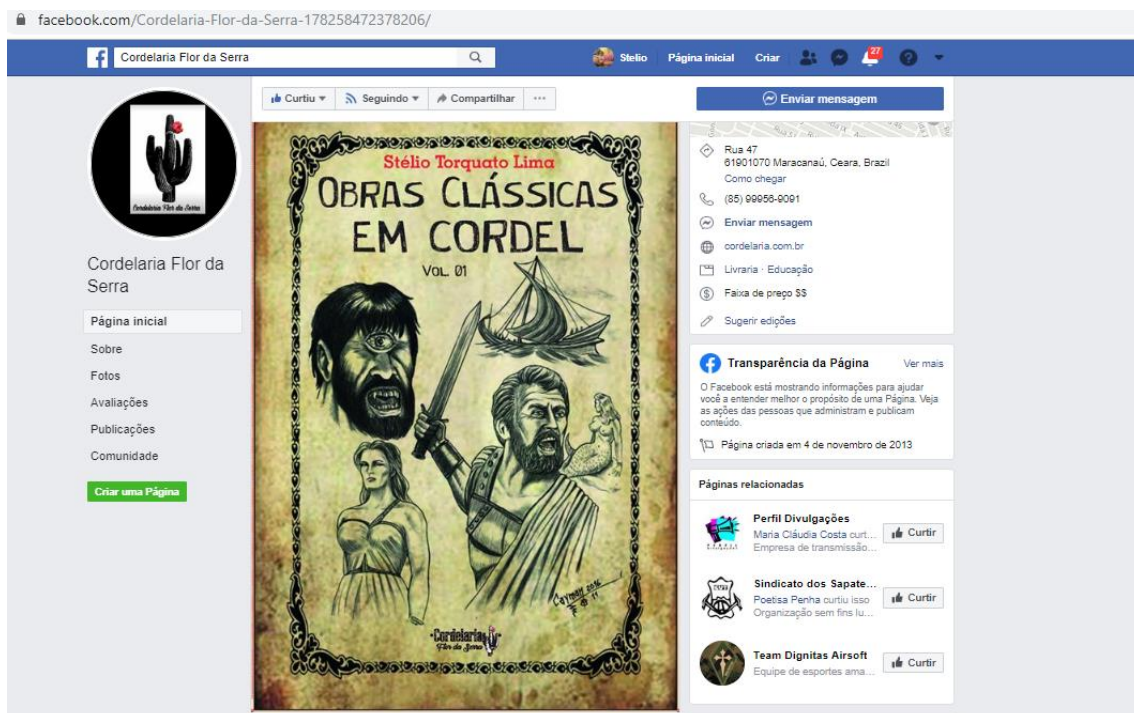 facebook.com/Cordelaria-Flor-da-Serra-178258472378206/
Cordelaria Flor da Serra
Stelio
Página inicial
Criar
27
Cordelaria Flor da Serra
Cordelaria Flor da
Serra
Página inicial
Sobre
Fotos
Avaliações
Publicações
Comunidade
Criar uma Página
Curtiu
Seguindo
Compartilhar
Enviar mensagem
Stélio Torquato Lima
OBRAS CLÁSSICAS
EM CORDEL
VOL. 01
Cayman 2016
Cordelaria
Flor da Serra
Rua 47
61901070 Maracanaú, Ceara, Brazil
Como chegar
(85) 99956-9091
Enviar mensagem
cordelaria.com.br
Livraria · Educação
Faixa de preço $$
Sugerir edições
Transparência da Página
Ver mais
O Facebook está mostrando informações para ajudar
você a entender melhor o propósito de uma Página. Veja
as ações das pessoas que administram e publicam
conteúdo.
Página criada em 4 de novembro de 2013
Páginas relacionadas
Perfil Divulgações
Maria Cláudia Costa curt...
Empresa de transmissão...
Curtir
Sindicato dos Sapate...
Poetisa Penha curtiu isso
Organização sem fins lu...
Curtir
Team Dignitas Airsoft
Equipe de esportes ama...
Curtir